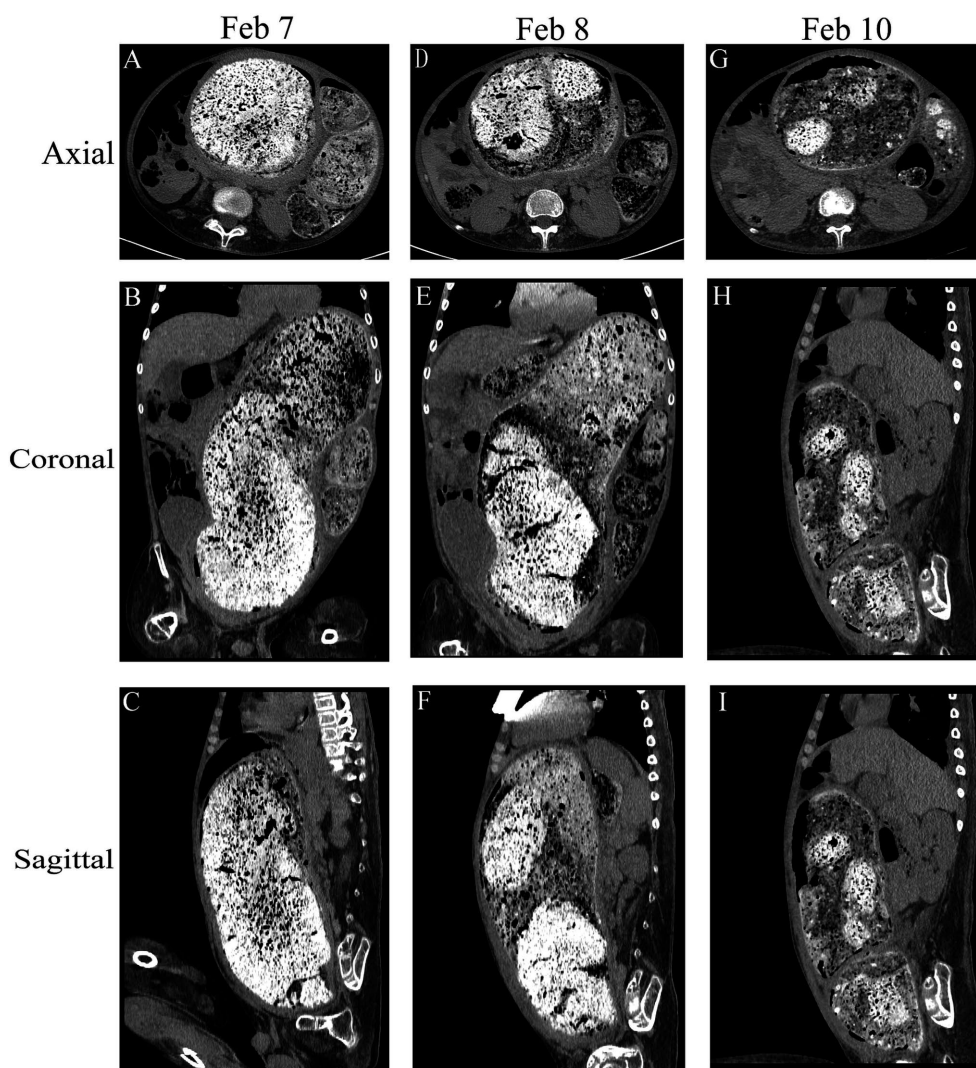 Feb 7 Feb 8 Feb 10
Axial
A D G
Coronal
B E H
Sagittal
C F I